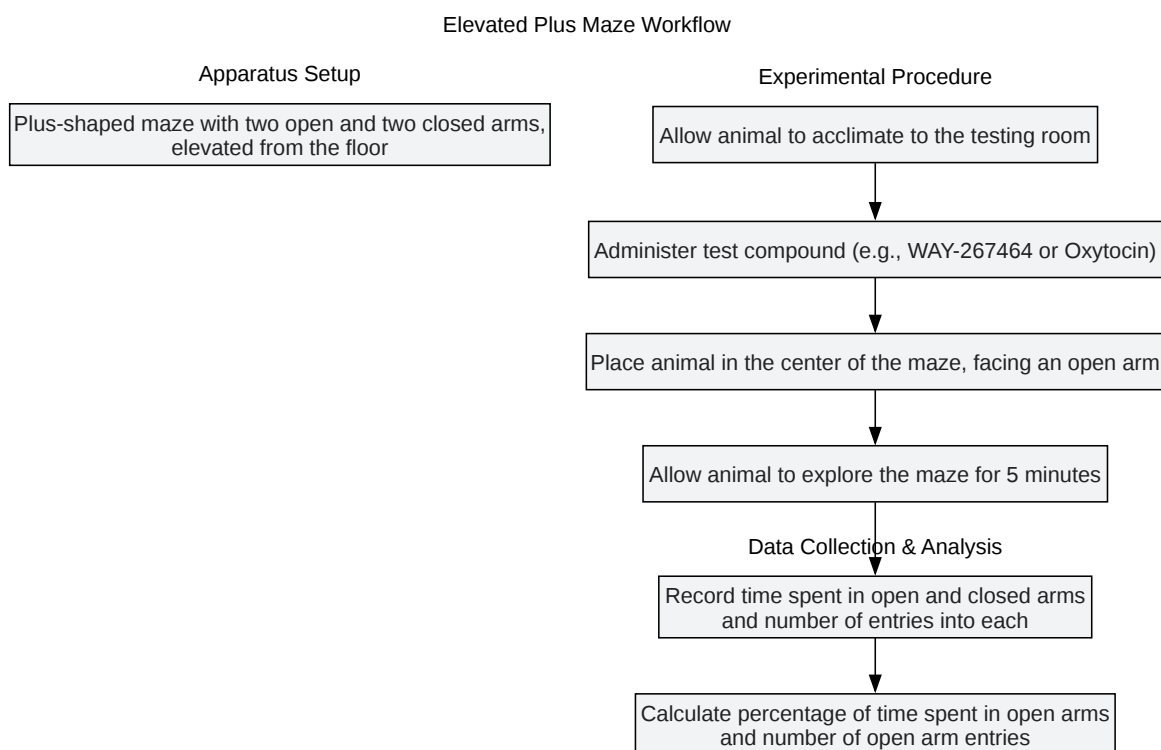 Elevated Plus Maze Workflow
Apparatus Setup
Plus-shaped maze with two open and two closed arms,
elevated from the floor
Experimental Procedure
Allow animal to acclimate to the testing room
Administer test compound (e.g., WAY-267464 or Oxytocin)
Place animal in the center of the maze, facing an open arm
Allow animal to explore the maze for 5 minutes
Data Collection & Analysis
Record time spent in open and closed arms
and number of entries into each
Calculate percentage of time spent in open arms
and number of open arm entries